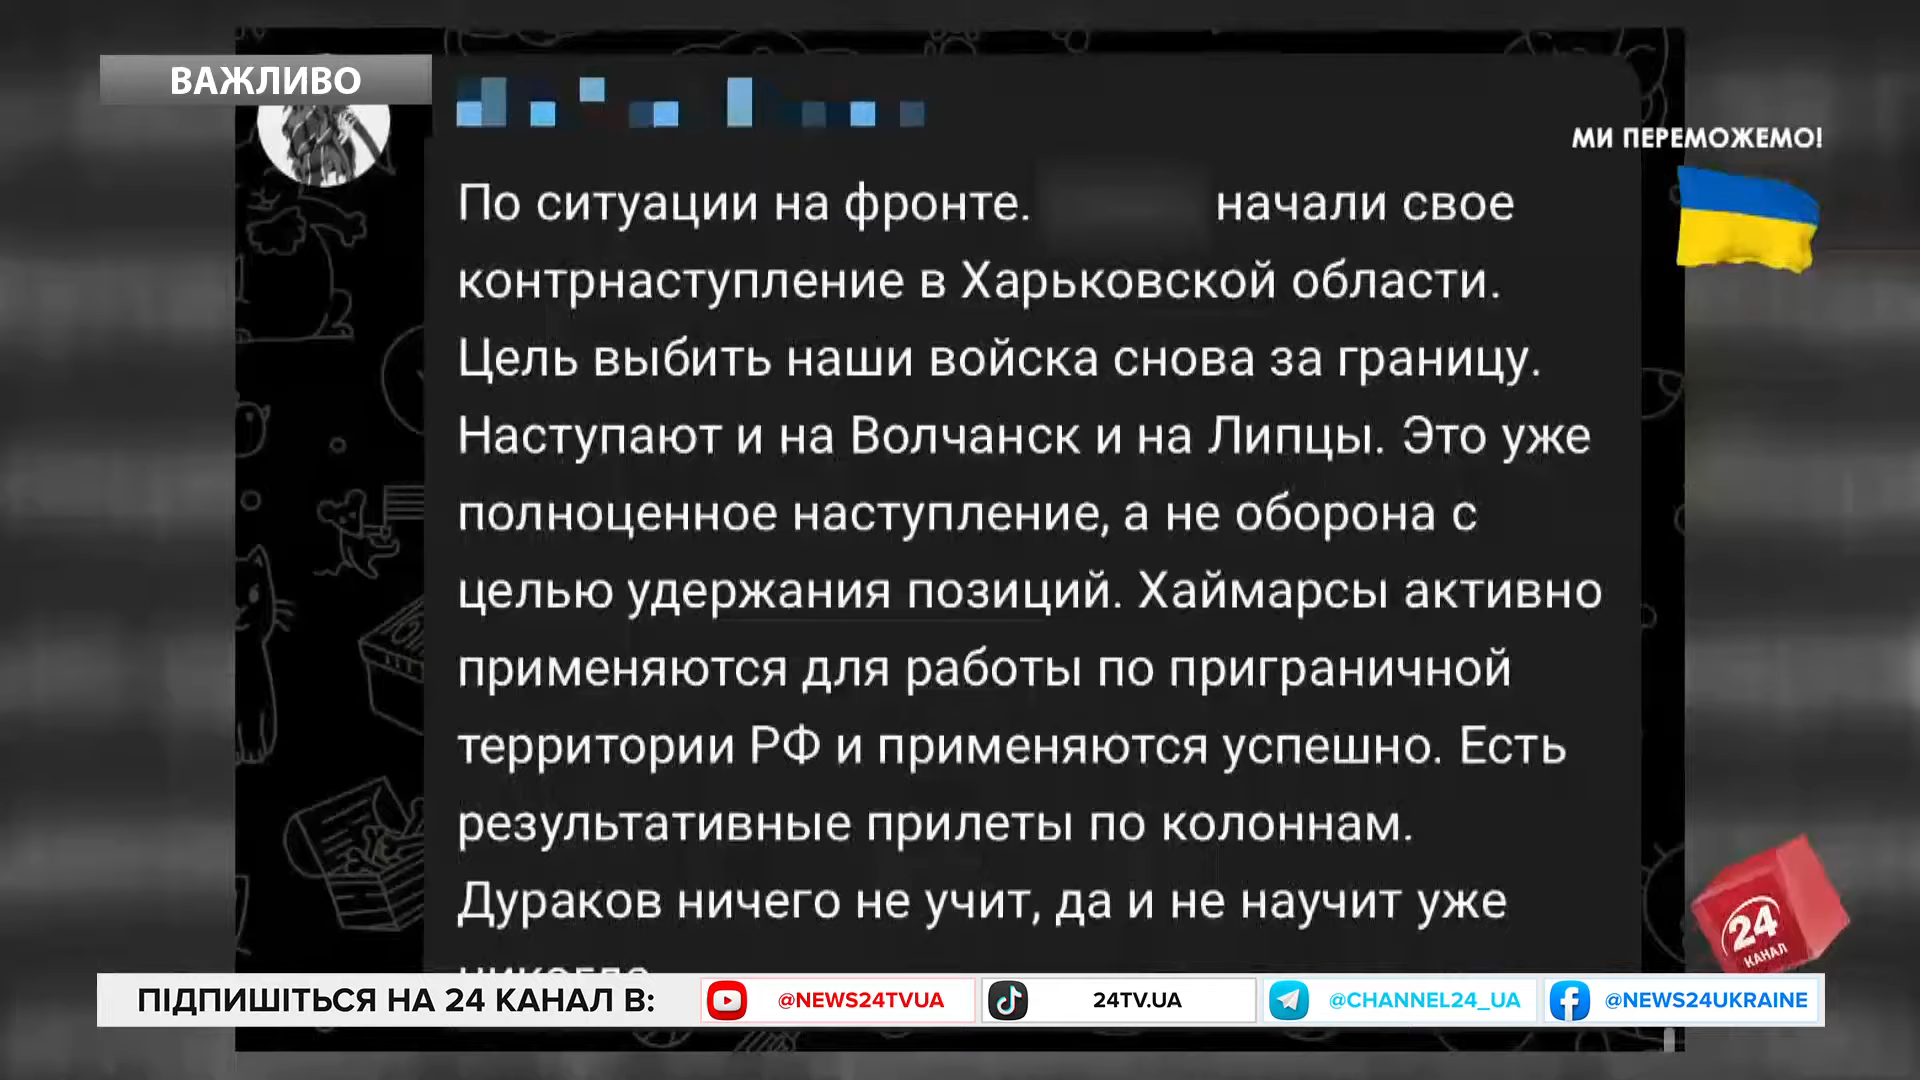 ВАЖЛИВО
МИ ПЕРЕМОЖЕМО!
По ситуации на фронте. начали свое
контрнаступление в Харьковской области.
Цель выбить наши войска снова за границу.
Наступают и на Волчанск и на Липцы. Это уже
полноценное наступление, а не оборона с
целью удержания позиций. Хаймарсы активно
применяются для работы по приграничной
территории РФ и применяются успешно. Есть
результативные прилеты по колоннам.
Дураков ничего не учит, да и не научит уже
24
КАНАЛ
ПІДПИШІТЬСЯ НА 24 КАНАЛ В:
@NEWS24TVUA
24TV.UA
@CHANNEL24_UA
@NEWS24UKRAINE